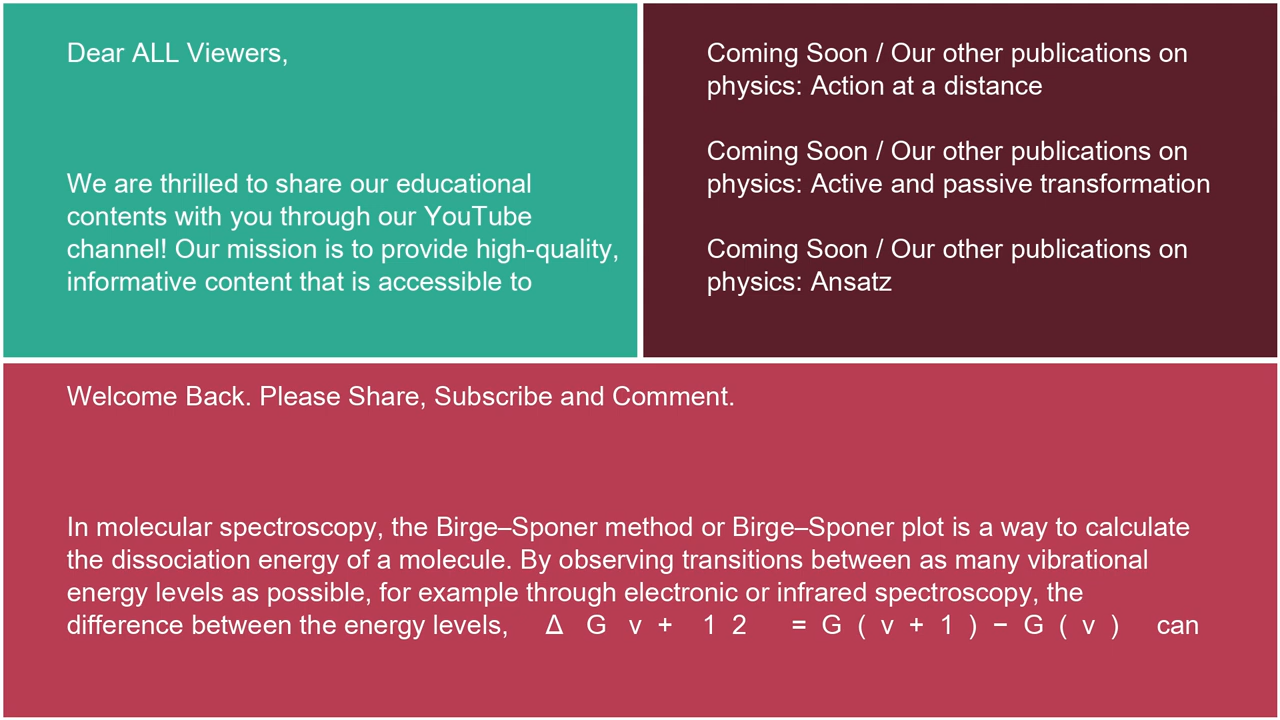 Dear ALL Viewers,
We are thrilled to share our educational
contents with you through our YouTube
channel! Our mission is to provide high-quality,
informative content that is accessible to
Coming Soon / Our other publications on
physics: Action at a distance
Coming Soon / Our other publications on
physics: Active and passive transformation
Coming Soon / Our other publications on
physics: Ansatz
Welcome Back. Please Share, Subscribe and Comment.
In molecular spectroscopy, the Birge–Sponer method or Birge–Sponer plot is a way to calculate
the dissociation energy of a molecule. By observing transitions between as many vibrational
energy levels as possible, for example through electronic or infrared spectroscopy, the
difference between the energy levels, Δ G v + 1 2 = G ( v + 1 ) − G ( v ) can